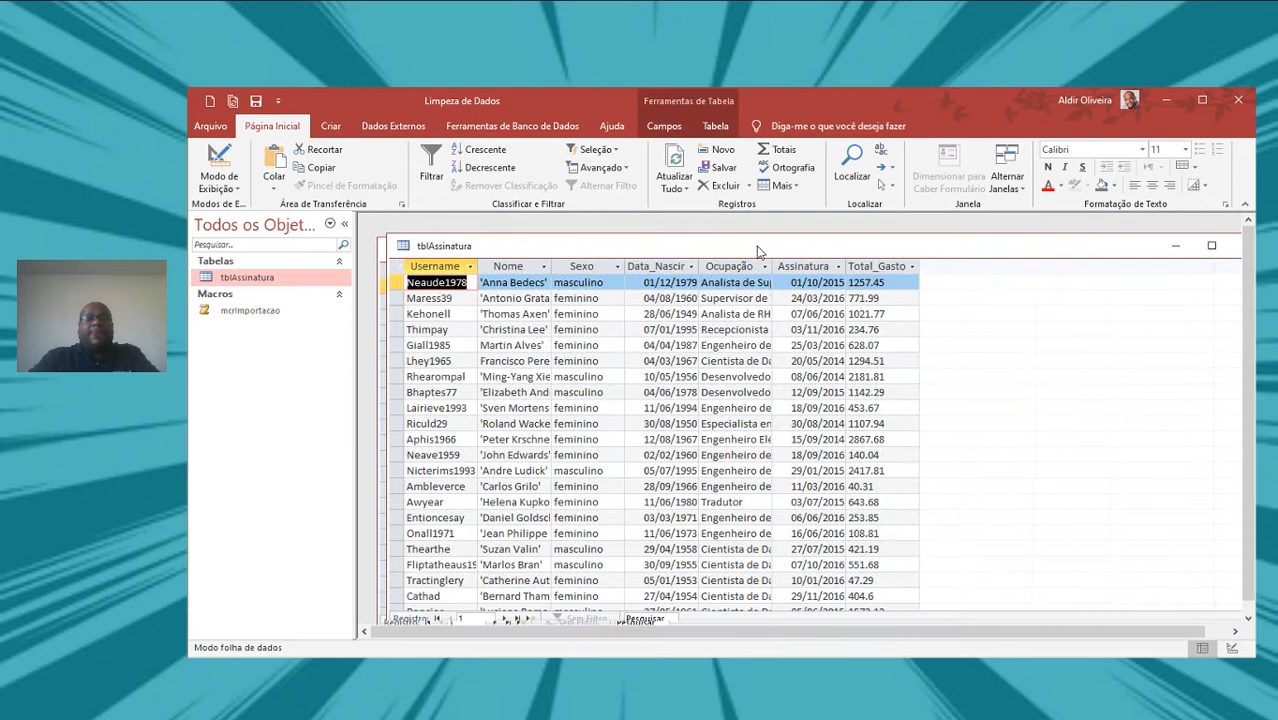 Limpeza de Dados
Ferramentas de Tabela
Aldir Oliveira
Arquivo Página Inicial Criar Dados Externos Ferramentas de Banco de Dados Ajuda Campos Tabela Diga-me o que você deseja fazer
Modo de Exibição
Colar
Recortar
Copiar
Pincel de Formatação
Filtrar
Crescente
Decrescente
Remover Classificação
Seleção
Avançado
Alternar Filtro
Atualizar Tudo
Novo
Salvar
Excluir
Totais
Ortografia
Mais
Localizar
Dimensionar para Caber Formulário
Alternar Janelas
Calibri 11
N I S
Modo de E... Área de Transferência Classificar e Filtrar Registros Localizar Janela Formatação de Texto
Todos os Objet...
Pesquisar...
Tabelas
tblAssinatura
Macros
mcrImportacao
tblAssinatura
Username Nome Sexo Data_Nascir Ocupação Assinatura Total_Gasto
Neaude1978 'Anna Bedecs' masculino 01/12/1979 Analista de Su 01/10/2015 1257.45
Maress39 'Antonio Grata feminino 04/08/1960 Supervisor de 24/03/2016 771.99
Kehonell 'Thomas Axen' feminino 28/06/1949 Analista de RH 07/06/2016 1021.77
Thimpay 'Christina Lee' feminino 07/01/1995 Recepcionista 03/11/2016 234.76
Giall1985 Martin Alves' feminino 04/04/1987 Engenheiro de 25/03/2016 628.07
Lhey1965 Francisco Pere feminino 04/03/1967 Cientista de Da 20/05/2014 1294.51
Rhearompal 'Ming-Yang Xie masculino 10/05/1956 Desenvolvedo 08/06/2014 2181.81
Bhaptes77 'Elizabeth And masculino 04/06/1978 Desenvolvedo 12/09/2015 1142.29
Lairieve1993 'Sven Mortens feminino 11/06/1994 Engenheiro de 18/09/2016 453.67
Riculd29 'Roland Wacke feminino 30/08/1950 Especialista en 30/08/2014 1107.94
Aphis1966 'Peter Krschne feminino 12/08/1967 Engenheiro Elé 15/09/2014 2867.68
Neave1959 'John Edwards' feminino 02/02/1960 Engenheiro de 18/09/2016 140.04
Nicterims1993 'Andre Ludick' masculino 05/07/1995 Engenheiro de 29/01/2015 2417.81
Ambleverce 'Carlos Grilo' feminino 28/09/1966 Engenheiro de 11/03/2016 40.31
Awyear 'Helena Kupko feminino 11/06/1980 Tradutor 03/07/2015 643.68
Entioncesay 'Daniel Goldsc feminino 03/03/1971 Engenheiro de 06/06/2016 253.85
Onall1971 'Jean Philippe feminino 11/06/1973 Engenheiro de 16/06/2016 108.81
Thearthe 'Suzan Valin' masculino 29/04/1958 Cientista de Da 27/07/2015 421.19
Fliptatheus19 'Marlos Bran' masculino 30/09/1955 Cientista de Da 07/10/2016 551.68
Tractinglery 'Catherine Aut feminino 05/01/1953 Cientista de Da 10/01/2016 47.29
Cathad 'Bernard Tham feminino 27/04/1954 Cientista de Da 29/11/2016 404.6
Registro: 1 Sem Filtro Pesquisar
Modo folha de dados